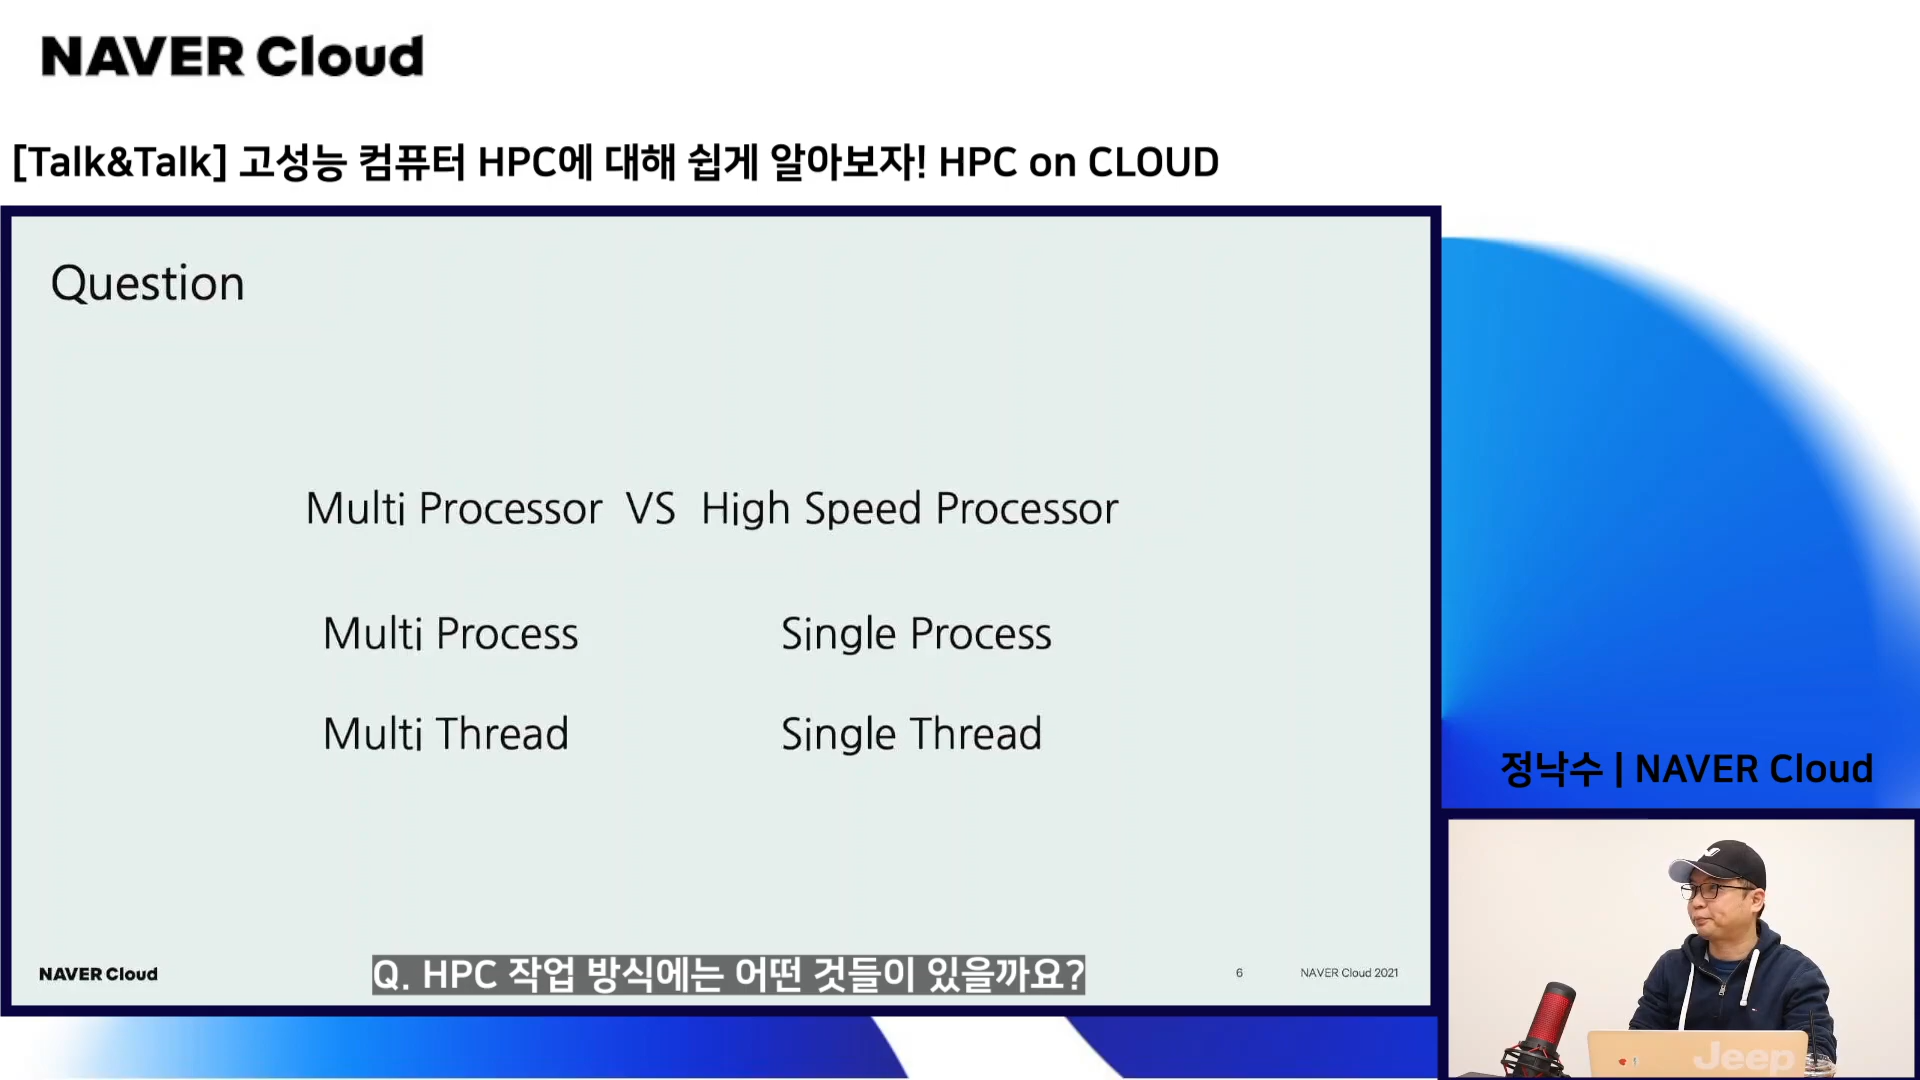 NAVER Cloud
[Talk&Talk] 고성능 컴퓨터 HPC에 대해 쉽게 알아보자! HPC on CLOUD
Question
Multi Processor VS High Speed Processor
Multi Process Single Process
Multi Thread Single Thread
정낙수 | NAVER Cloud
NAVER Cloud
Q. HPC 작업 방식에는 어떤 것들이 있을까요?
6 NAVER Cloud 2021
Jeep